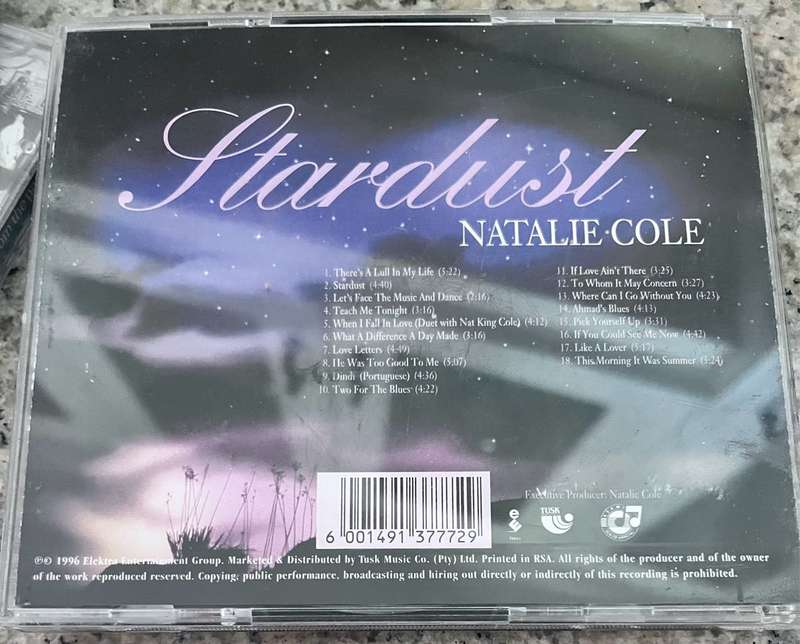 Stardust
NATALIE COLE
1. There's A Lull In My Life (5:22)
2. Stardust (4:40)
3. Let's Face The Music And Dance (2:16)
4. Teach Me Tonight (3:16)
5. When I Fall In Love (Duet with Nat King Cole) (4:12)
6. What A Difference A Day Made (3:16)
7. Love Letters (4:49)
8. He Was Too Good To Me (5:07)
9. Dindi (Portuguese) (4:36)
10. Two For The Blues (4:22)
11. If Love Ain't There (3:25)
12. To Whom It May Concern (3:27)
13. Where Can I Go Without You (4:23)
14. Ahmad's Blues (4:13)
15. Pick Yourself Up (3:31)
16. If You Could See Me Now (4:42)
17. Like A Lover (5:17)
18. This Morning It Was Summer (3:24)
6 001491 377729
Executive Producer: Natalie Cole
TUSK
℗© 1996 Elektra Entertainment Group. Marketed & Distributed by Tusk Music Co. (Pty) Ltd. Printed in RSA. All rights of the producer and of the owner
of the work reproduced reserved. Copying; public performance, broadcasting and hiring out directly or indirectly of this recording is prohibited.